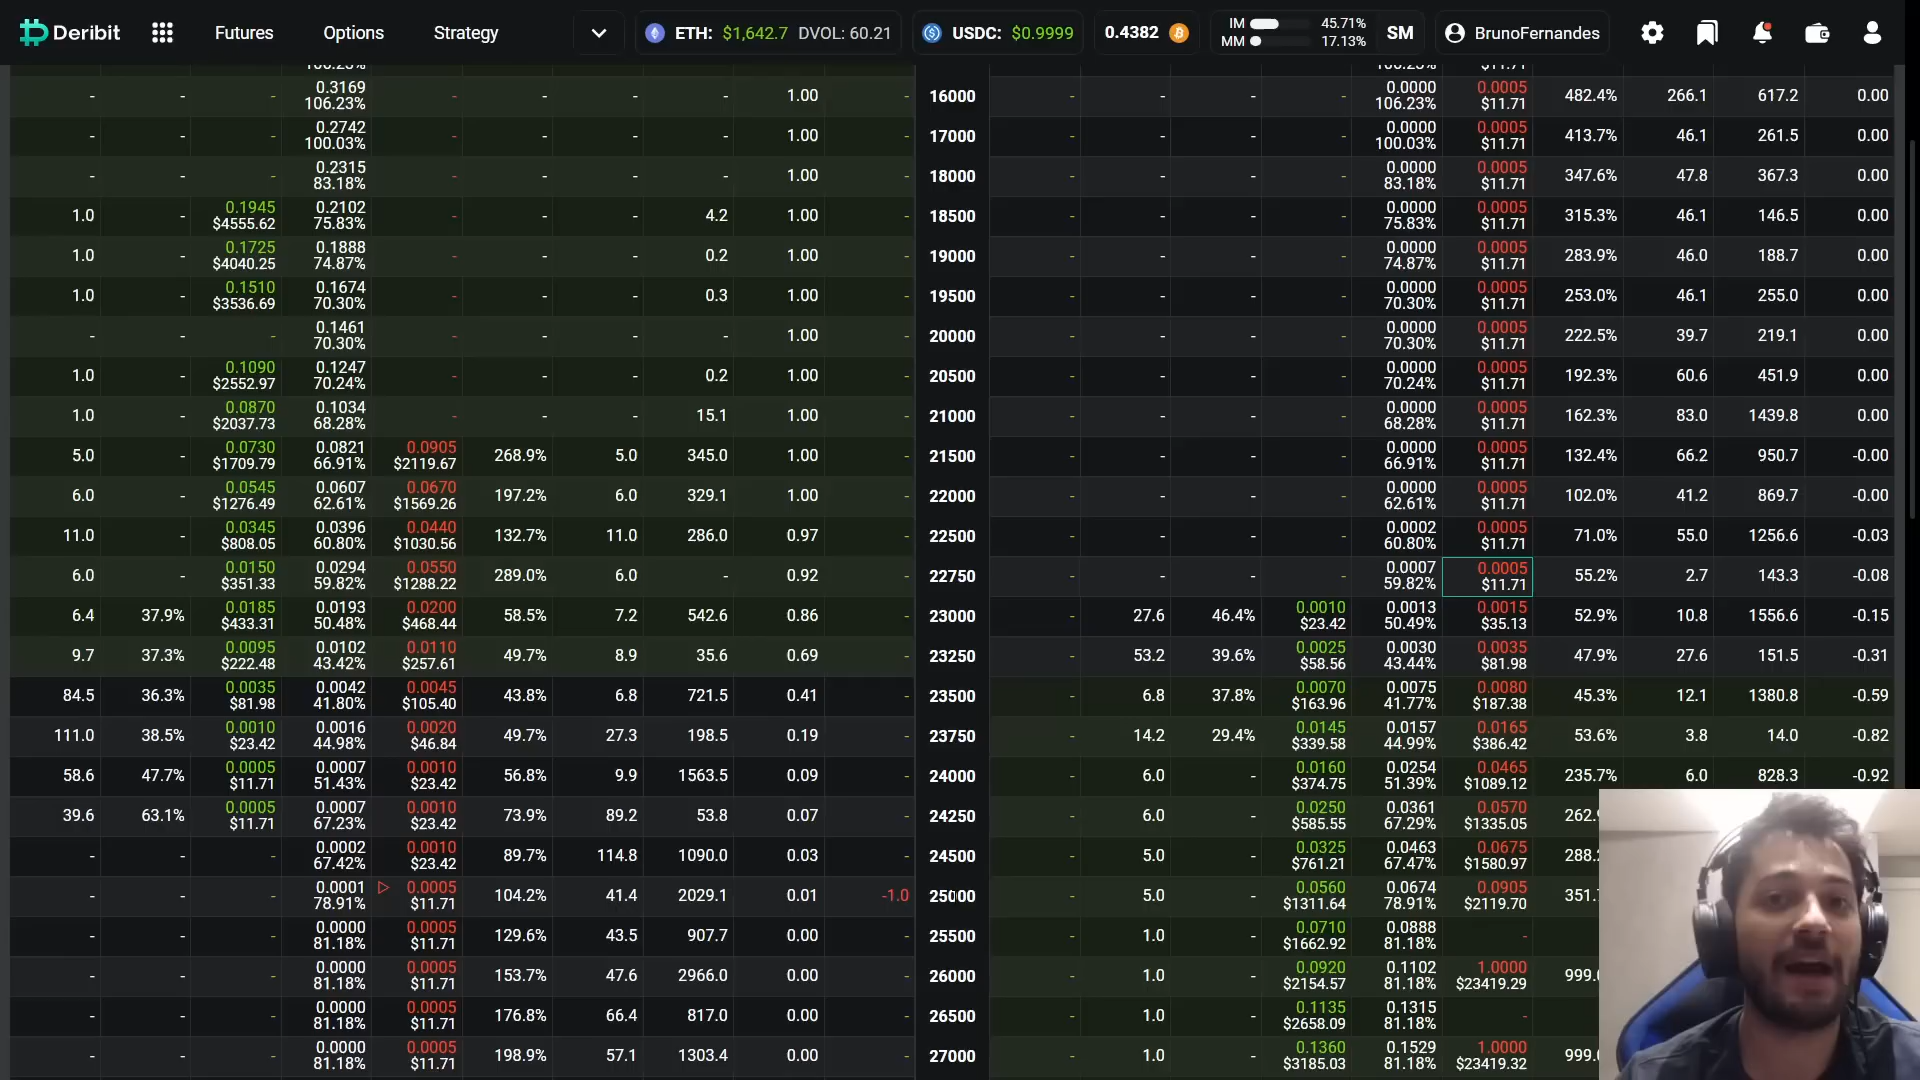 Deribit Futures Options Strategy ETH: $1,642.7 DVOL: 60.21 USDC: $0.9999 0.4382 IM 45.71% MM 17.13% SM BrunoFernandes
- - - 0.3169 106.23% - - - 1.00 - 16000 - - - - 0.0000 106.23% 0.0005 $11.71 482.4% 266.1 617.2 0.00
- - - 0.2742 100.03% - - - 1.00 - 17000 - - - - 0.0000 100.03% 0.0005 $11.71 413.7% 46.1 261.5 0.00
- - - 0.2315 83.18% - - - 1.00 - 18000 - - - - 0.0000 83.18% 0.0005 $11.71 347.6% 47.8 367.3 0.00
1.0 - 0.1945 $4555.62 0.2102 75.83% - - - 4.2 1.00 - 18500 - - - - 0.0000 75.83% 0.0005 $11.71 315.3% 46.1 146.5 0.00
1.0 - 0.1725 $4040.25 0.1888 74.87% - - - 0.2 1.00 - 19000 - - - - 0.0000 74.87% 0.0005 $11.71 283.9% 46.0 188.7 0.00
1.0 - 0.1510 $3536.69 0.1674 70.30% - - - 0.3 1.00 - 19500 - - - - 0.0000 70.30% 0.0005 $11.71 253.0% 46.1 255.0 0.00
- - - 0.1461 70.30% - - - - 1.00 - 20000 - - - - 0.0000 70.30% 0.0005 $11.71 222.5% 39.7 219.1 0.00
1.0 - 0.1090 $2552.97 0.1247 70.24% - - - 0.2 1.00 - 20500 - - - - 0.0000 70.24% 0.0005 $11.71 192.3% 60.6 451.9 0.00
1.0 - 0.0870 $2037.73 0.1034 68.28% - - - 15.1 1.00 - 21000 - - - - 0.0000 68.28% 0.0005 $11.71 162.3% 83.0 1439.8 0.00
5.0 - 0.0730 $1709.79 0.0821 66.91% 0.0905 $2119.67 268.9% 5.0 345.0 1.00 - 21500 - - - - 0.0000 66.91% 0.0005 $11.71 132.4% 66.2 950.7 -0.00
6.0 - 0.0545 $1276.49 0.0607 62.61% 0.0670 $1569.26 197.2% 6.0 329.1 1.00 - 22000 - - - - 0.0000 62.61% 0.0005 $11.71 102.0% 41.2 869.7 -0.00
11.0 - 0.0345 $808.05 0.0396 60.80% 0.0440 $1030.56 132.7% 11.0 286.0 0.97 - 22500 - - - - 0.0002 60.80% 0.0005 $11.71 71.0% 55.0 1256.6 -0.03
6.0 - 0.0150 $351.33 0.0294 59.82% 0.0550 $1288.22 289.0% 6.0 - 0.92 - 22750 - - - - 0.0007 59.82% 0.0005 $11.71 55.2% 2.7 143.3 -0.08
6.4 37.9% 0.0185 $433.31 0.0193 50.48% 0.0200 $468.44 58.5% 7.2 542.6 0.86 - 23000 - 27.6 46.4% 0.0010 $23.42 0.0013 50.49% 0.0015 $35.13 52.9% 10.8 1556.6 -0.15
9.7 37.3% 0.0095 $222.48 0.0102 43.42% 0.0110 $257.61 49.7% 8.9 35.6 0.69 - 23250 - 53.2 39.6% 0.0025 $58.56 0.0030 43.44% 0.0035 $81.98 47.9% 27.6 151.5 -0.31
84.5 36.3% 0.0035 $81.98 0.0042 41.80% 0.0045 $105.40 43.8% 6.8 721.5 0.41 - 23500 - 6.8 37.8% 0.0070 $163.96 0.0075 41.77% 0.0080 $187.38 45.3% 12.1 1380.8 -0.59
111.0 38.5% 0.0010 $23.42 0.0016 44.98% 0.0020 $46.84 49.7% 27.3 198.5 0.19 - 23750 - 14.2 29.4% 0.0145 $339.58 0.0157 44.99% 0.0165 $386.42 53.6% 3.8 14.0 -0.82
58.6 47.7% 0.0005 $11.71 0.0007 51.43% 0.0010 $23.42 56.8% 9.9 1563.5 0.09 - 24000 - 6.0 - 0.0160 $374.75 0.0254 51.39% 0.0465 $1089.12 235.7% 6.0 828.3 -0.92
39.6 63.1% 0.0005 $11.71 0.0007 67.23% 0.0010 $23.42 73.9% 89.2 53.8 0.07 - 24250 - 6.0 - 0.0250 $585.55 0.0361 67.29% 0.0570 $1335.05 262.
- - - 0.0002 67.42% 0.0010 $23.42 89.7% 114.8 1090.0 0.03 - 24500 - 5.0 - 0.0325 $761.21 0.0463 67.47% 0.0675 $1580.97 288.
- - - 0.0001 78.91% 0.0005 $11.71 104.2% 41.4 2029.1 0.01 -1.0 25000 - 5.0 - 0.0560 $1311.64 0.0674 78.91% 0.0905 $2119.70 351.
- - - 0.0000 81.18% 0.0005 $11.71 129.6% 43.5 907.7 0.00 - 25500 - 1.0 - 0.0710 $1662.92 0.0888 81.18% -
- - - 0.0000 81.18% 0.0005 $11.71 153.7% 47.6 2966.0 0.00 - 26000 - 1.0 - 0.0920 $2154.57 0.1102 81.18% 1.0000 $23419.29 999.
- - - 0.0000 81.18% 0.0005 $11.71 176.8% 66.4 817.0 0.00 - 26500 - 1.0 - 0.1135 $2658.09 0.1315 81.18% -
- - - 0.0000 81.18% 0.0005 $11.71 198.9% 57.1 1303.4 0.00 - 27000 - 1.0 - 0.1360 $3185.03 0.1529 81.18% 1.0000 $23419.32 999.